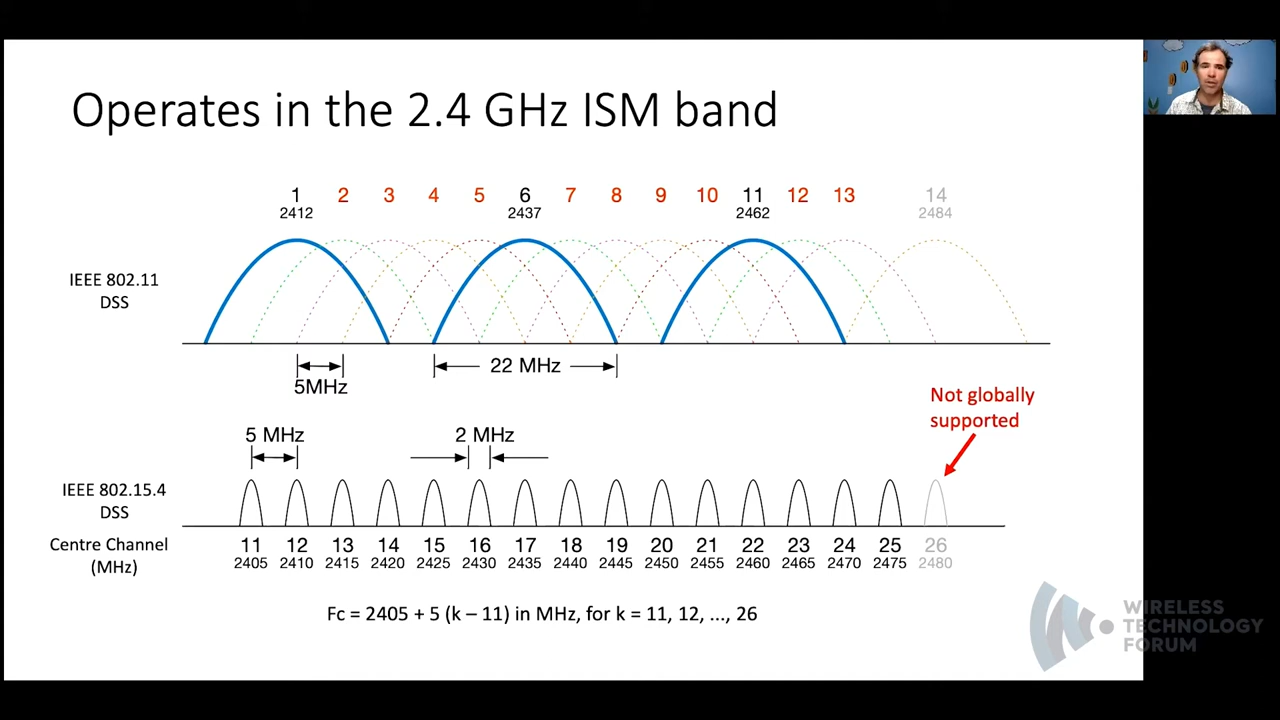 Operates in the 2.4 GHz ISM band
1 2 3 4 5 6 7 8 9 10 11 12 13 14
2412 2437 2462 2484
IEEE 802.11
DSS
5MHz
22 MHz
Not globally
supported
5 MHz
2 MHz
IEEE 802.15.4
DSS
Centre Channel
(MHz)
11 12 13 14 15 16 17 18 19 20 21 22 23 24 25 26
2405 2410 2415 2420 2425 2430 2435 2440 2445 2450 2455 2460 2465 2470 2475 2480
Fc = 2405 + 5 (k – 11) in MHz, for k = 11, 12, ..., 26
WIRELESS
TECHNOLOGY
FORUM